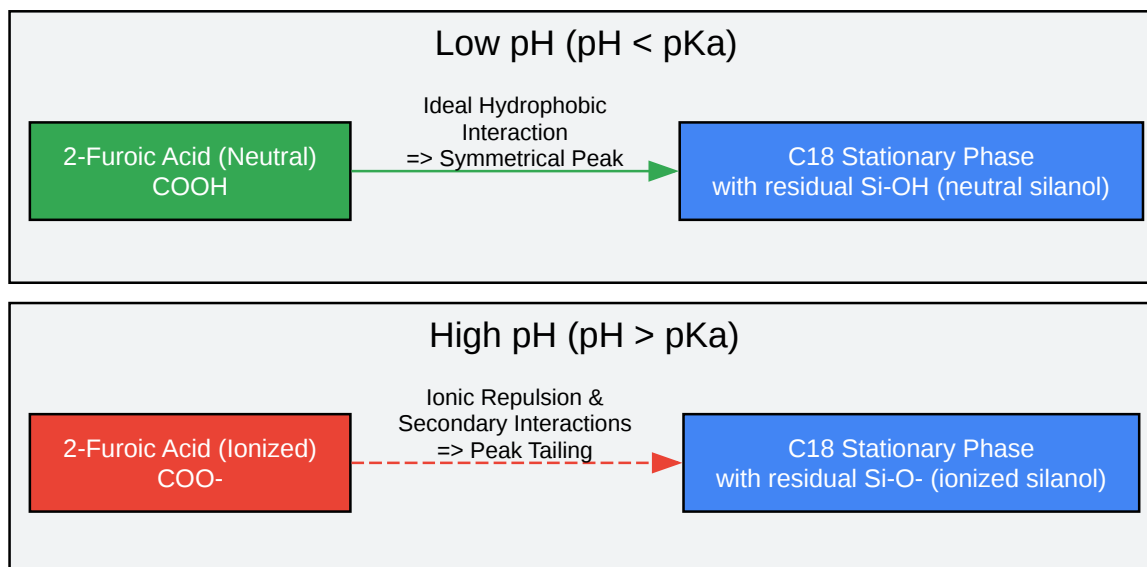 Low pH (pH < pKa)
Ideal Hydrophobic
Interaction
=> Symmetrical Peak
2-Furoic Acid (Neutral)
COOH
C18 Stationary Phase
with residual Si-OH (neutral silanol)
High pH (pH > pKa)
Ionic Repulsion &
Secondary Interactions
=> Peak Tailing
2-Furoic Acid (Ionized)
COO-
C18 Stationary Phase
with residual Si-O- (ionized silanol)